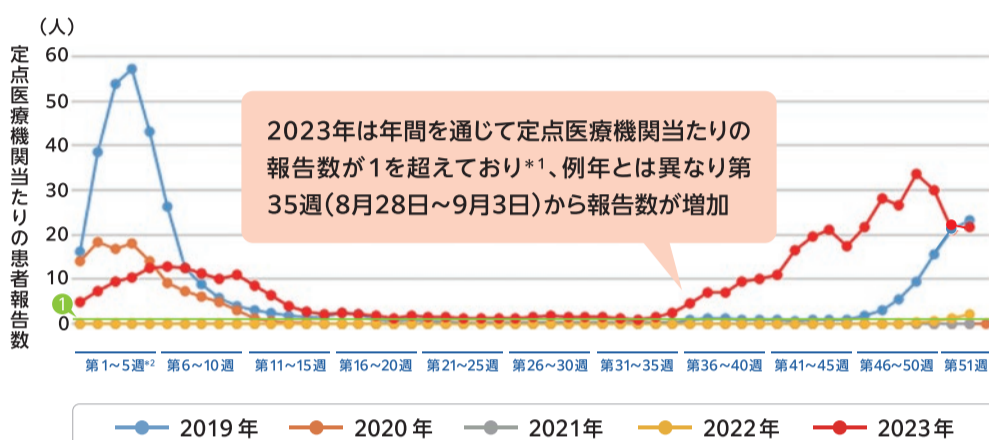 (人)
定点医療機関当たりの患者報告数
60
50
40
30
20
10
1
0
2023年は年間を通じて定点医療機関当たりの
報告数が1を超えており*1、例年とは異なり第
35週(8月28日~9月3日)から報告数が増加
第1~5週*2 第6~10週 第11~15週 第16~20週 第21~25週 第26~30週 第31~35週 第36~40週 第41~45週 第46~50週 第51週
2019年 2020年 2021年 2022年 2023年